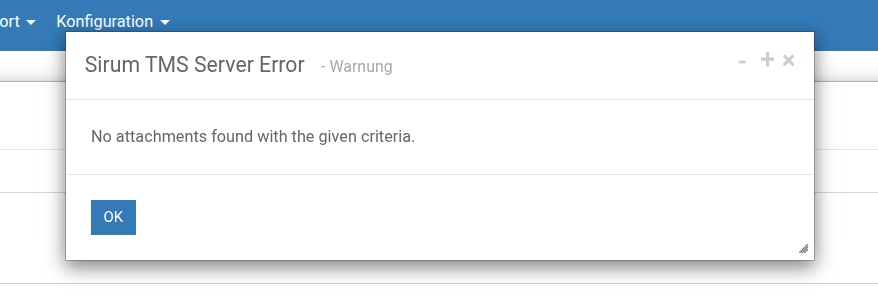 ort Konfiguration
Sirum TMS Server Error - Warnung
No attachments found with the given criteria.
OK